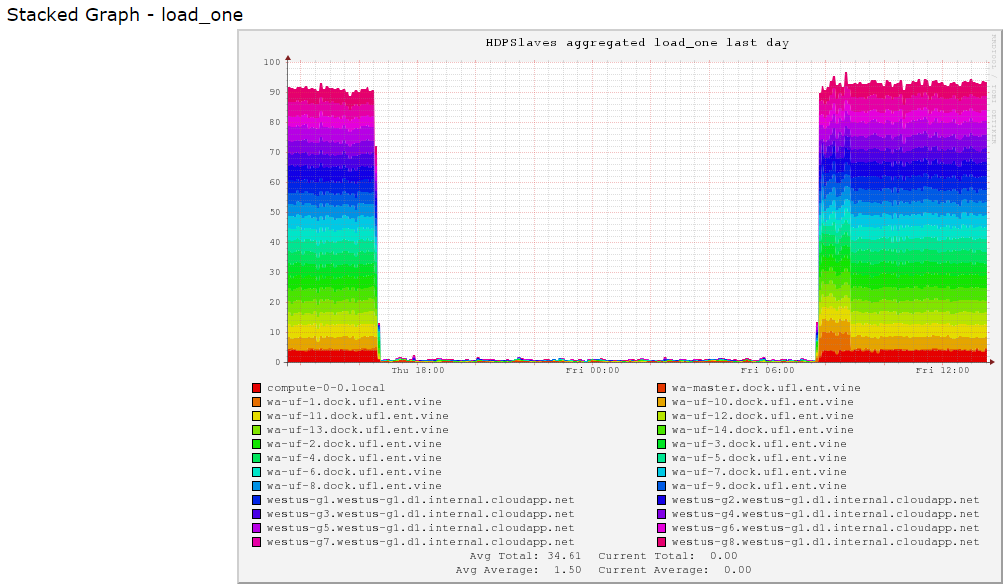 Stacked Graph - load_one
HDPSlaves aggregated load_one last day
100
90
80
70
60
50
40
30
20
10
0
Thu 18:00 Fri 00:00 Fri 06:00 Fri 12:00
compute-0-0.local wa-master.dock.ufl.ent.vine
wa-uf-1.dock.ufl.ent.vine wa-uf-10.dock.ufl.ent.vine
wa-uf-11.dock.ufl.ent.vine wa-uf-12.dock.ufl.ent.vine
wa-uf-13.dock.ufl.ent.vine wa-uf-14.dock.ufl.ent.vine
wa-uf-2.dock.ufl.ent.vine wa-uf-3.dock.ufl.ent.vine
wa-uf-4.dock.ufl.ent.vine wa-uf-5.dock.ufl.ent.vine
wa-uf-6.dock.ufl.ent.vine wa-uf-7.dock.ufl.ent.vine
wa-uf-8.dock.ufl.ent.vine wa-uf-9.dock.ufl.ent.vine
westus-g1.westus-g1.d1.internal.cloudapp.net westus-g2.westus-g1.d1.internal.cloudapp.net
westus-g3.westus-g1.d1.internal.cloudapp.net westus-g4.westus-g1.d1.internal.cloudapp.net
westus-g5.westus-g1.d1.internal.cloudapp.net westus-g6.westus-g1.d1.internal.cloudapp.net
westus-g7.westus-g1.d1.internal.cloudapp.net westus-g8.westus-g1.d1.internal.cloudapp.net
Avg Total: 34.61 Current Total: 0.00
Avg Average: 1.50 Current Average: 0.00